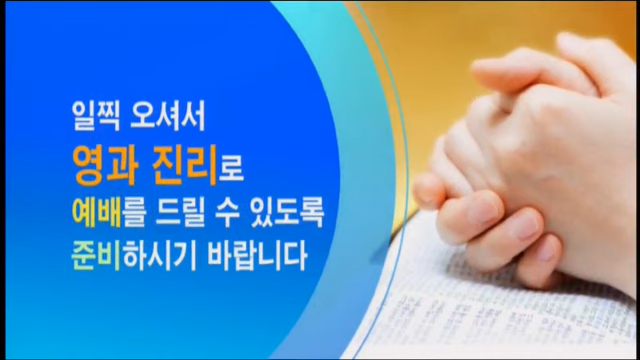 일찍 오셔서
영과 진리로
예배를 드릴 수 있도록
준비하시기 바랍니다